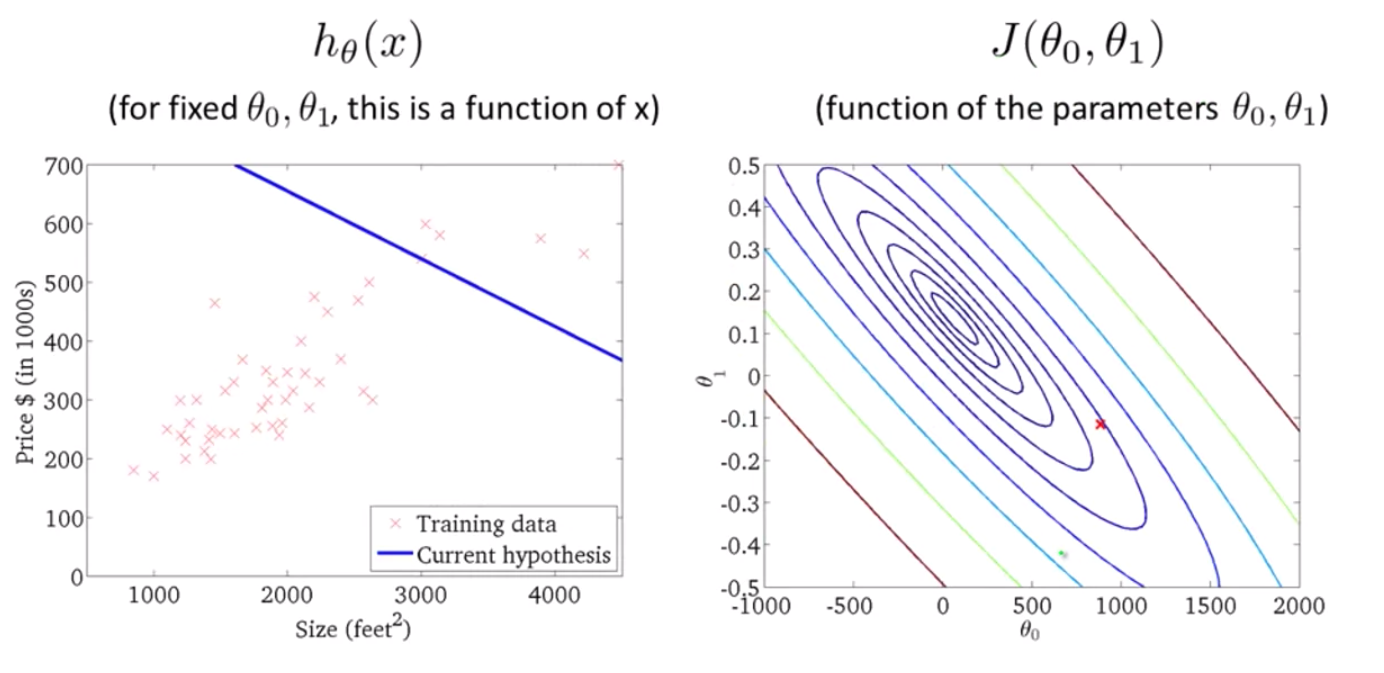 hθ(x)
(for fixed θ0, θ1, this is a function of x)
700
600
500
400
300
200
100
0
Price $ (in 1000s)
1000 2000 3000 4000
Size (feet²)
Training data
Current hypothesis
J(θ0, θ1)
(function of the parameters θ0, θ1)
0.5
0.4
0.3
0.2
0.1
0
-0.1
-0.2
-0.3
-0.4
-0.5
θ1
-1000 -500 0 500 1000 1500 2000
θ0